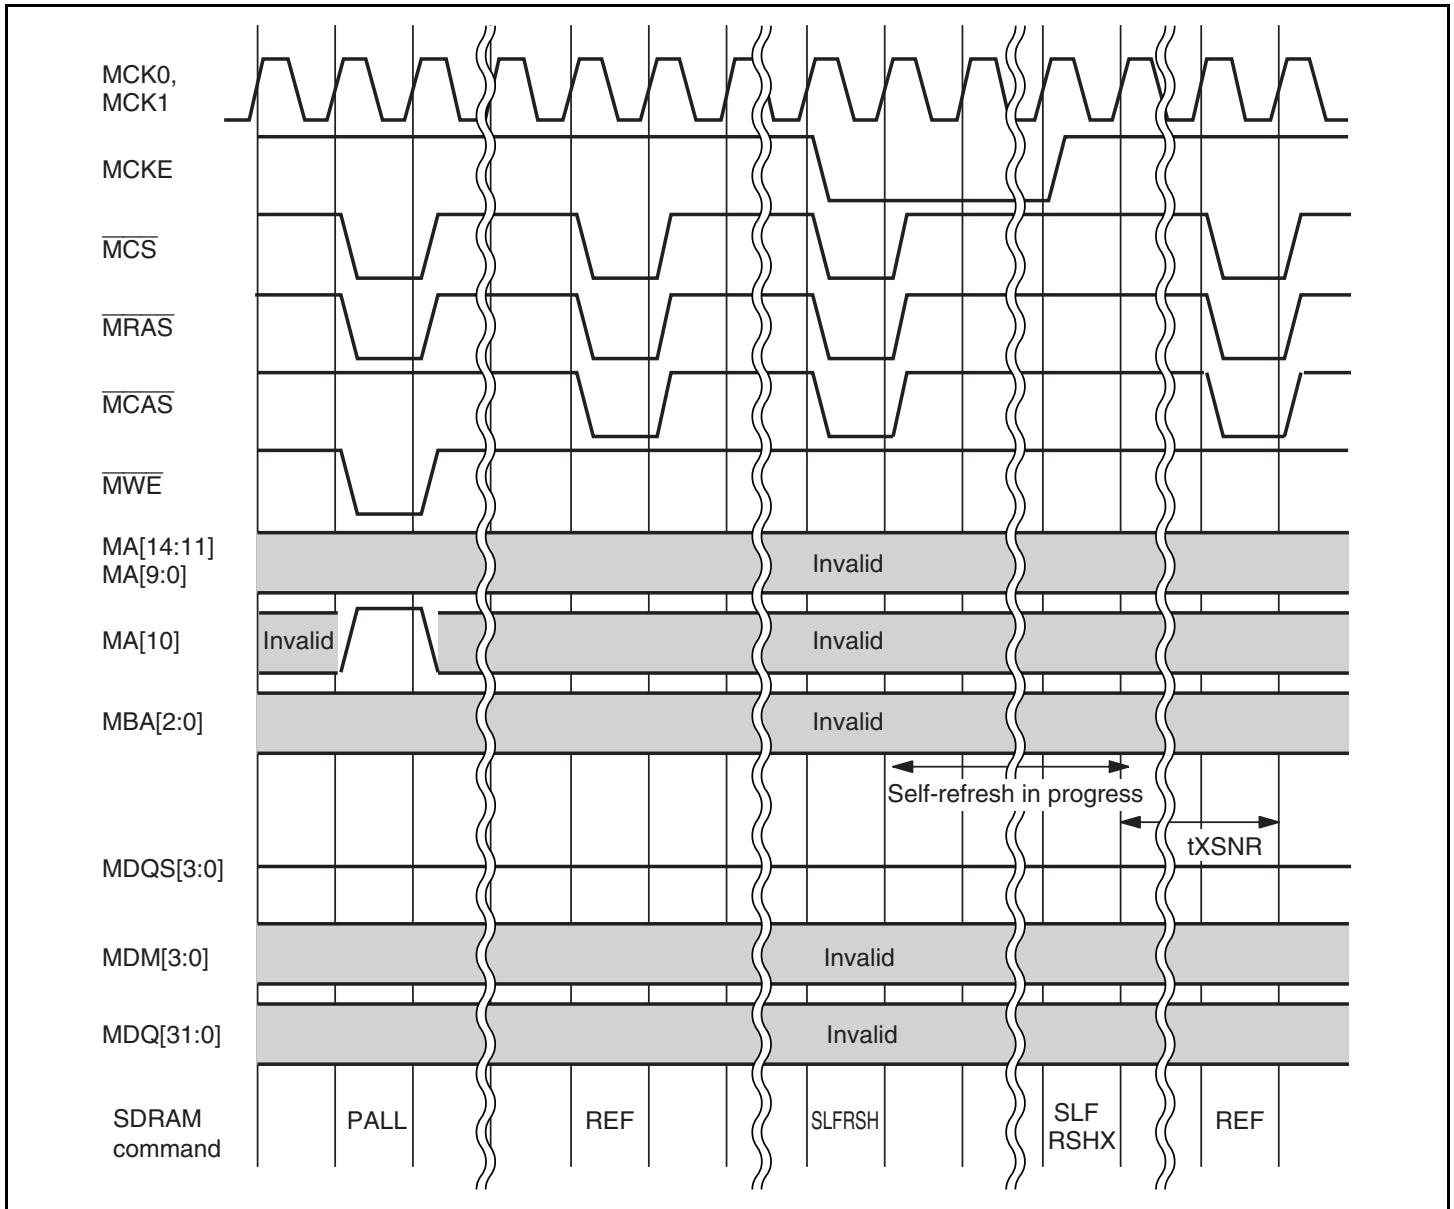 MCK0,
MCK1
MCKE
MCS
MRAS
MCAS
MWE
MA[14:11]
MA[9:0]
Invalid
MA[10]
Invalid
Invalid
MBA[2:0]
Invalid
Self-refresh in progress
tXSNR
MDQS[3:0]
MDM[3:0]
Invalid
MDQ[31:0]
Invalid
SDRAM
command
PALL
REF
SLFRSH
SLF
RSHX
REF